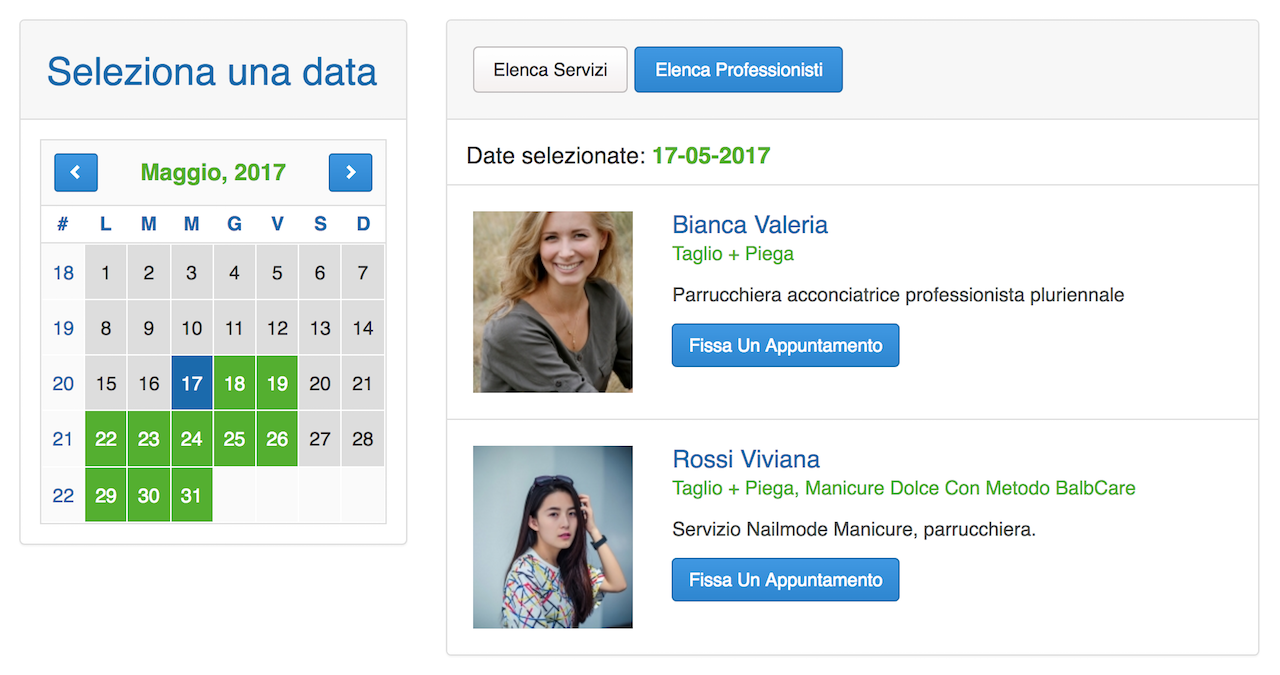 Seleziona una data
Maggio, 2017
# L M M G V S D
18 1 2 3 4 5 6 7
19 8 9 10 11 12 13 14
20 15 16 17 18 19 20 21
21 22 23 24 25 26 27 28
22 29 30 31
Elenca Servizi Elenca Professionisti
Date selezionate: 17-05-2017
Bianca Valeria
Taglio + Piega
Parrucchiera acconciatrice professionista pluriennale
Fissa Un Appuntamento
Rossi Viviana
Taglio + Piega, Manicure Dolce Con Metodo BalbCare
Servizio Nailmode Manicure, parrucchiera.
Fissa Un Appuntamento